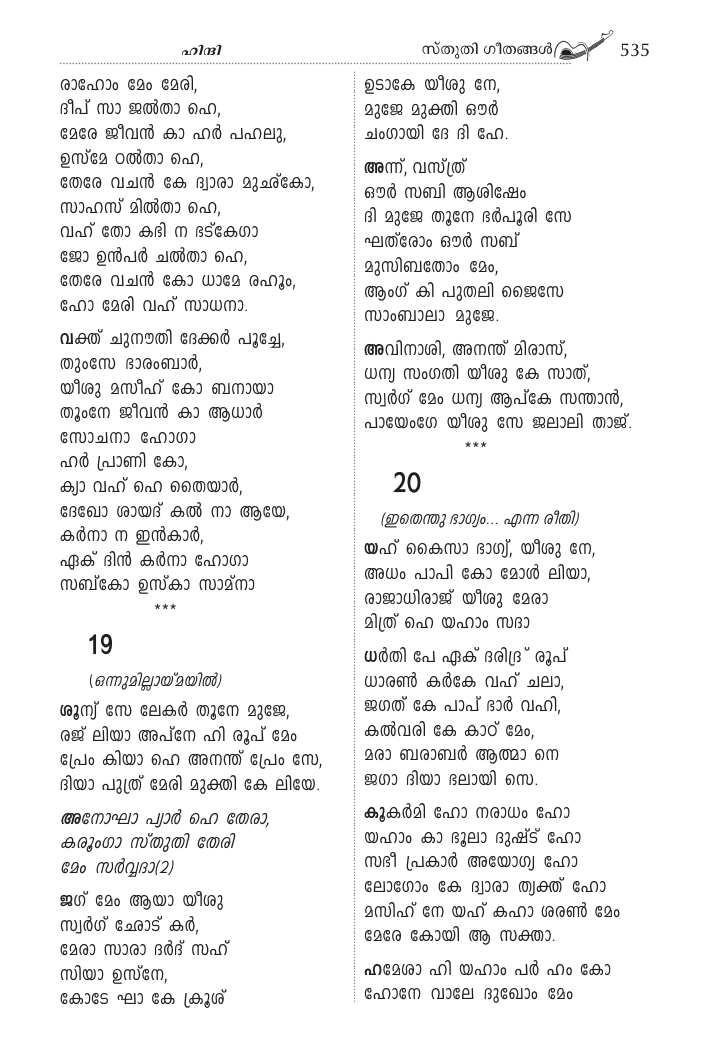 ഹിന്ദി
സ്തുതി ഗീതങ്ങൾ 535
രാഹോം മേം മേരി,
ദീപ് സാ ജൽതാ ഹെ,
മേരേ ജീവൻ കാ ഹർ പഹലു,
ഉസ്മേ ഠൽതാ ഹെ,
തേരേ വചൻ കേ ദ്വാരാ മുഛ്കോ,
സാഹസ് മിൽതാ ഹെ,
വഹ് തോ കഭി ന ഭട്കേഗാ
ജോ ഉൻപർ ചൽതാ ഹെ,
തേരേ വചൻ കോ ധാമേ രഹൂം,
ഹോ മേരി വഹ് സാധനാ.
വക്ത് ചുനൗതി ദേക്കർ പൂച്ചേ,
തുംസേ ഭാരംബാർ,
യീശു മസീഹ് കോ ബനായാ
തൂംനേ ജീവൻ കാ ആധാർ
സോചനാ ഹോഗാ
ഹർ പ്രാണി കോ,
ക്യാ വഹ് ഹെ തൈയാർ,
ദേഖോ ശായദ് കൽ നാ ആയേ,
കർനാ ന ഇൻകാർ,
ഏക് ദിൻ കർനാ ഹോഗാ
സബ്കോ ഉസ്കാ സാമ്നാ
***
19
(ഒന്നുമില്ലായ്മയിൽ)
ശൂന്യ് സേ ലേകർ തൂനേ മുജേ,
രജ് ലിയാ അപ്നേ ഹി രൂപ് മേം
പ്രേം കിയാ ഹെ അനന്ത് പ്രേം സേ,
ദിയാ പുത്ര് മേരി മുക്തി കേ ലിയേ.
അനോഘാ പ്യാർ ഹെ തേരാ,
കരൂംഗാ സ്തുതി തേരി
മേം സർവ്വദാ(2)
ജഗ് മേം ആയാ യീശു
സ്വർഗ് ഛോട് കർ,
മേരാ സാരാ ദർദ് സഹ്
സിയാ ഉസ്നേ,
കോടേ ഘാ കേ ക്രൂശ്
ഉടാകേ യീശു നേ,
മുജേ മുക്തി ഔർ
ചംഗായി ദേ ദി ഹേ.
അന്ന്, വസ്ത്ര്
ഔർ സബി ആശിഷേം
ദി മുജേ തൂനേ ഭർപൂരി സേ
ഘത്രോം ഔർ സബ്
മുസിബതോം മേം,
ആംഗ് കി പുതലി ജൈസേ
സാംബാലാ മുജേ.
അവിനാശി, അനന്ത് മിരാസ്,
ധന്യ സംഗതി യീശു കേ സാത്,
സ്വർഗ് മേം ധന്യ ആപ്കേ സന്താൻ,
പായേംഗേ യീശു സേ ജലാലി താജ്.
***
20
(ഇതെന്തു ഭാഗ്യം... എന്ന രീതി)
യഹ് കൈസാ ഭാഗ്യ്, യീശു നേ,
അധം പാപി കോ മോൾ ലിയാ,
രാജാധിരാജ് യീശു മേരാ
മിത്ര് ഹെ യഹാം സദാ
ധർതി പേ ഏക് ദരിദ്ര് രൂപ്
ധാരൺ കർകേ വഹ് ചലാ,
ജഗത് കേ പാപ് ഭാർ വഹി,
കൽവരി കേ കാഠ് മേം,
മരാ ബരാബർ ആത്മാ നെ
ജഗാ ദിയാ ഭലായി സെ.
കൂകർമി ഹോ നരാധം ഹോ
യഹാം കാ ഭൂലാ ദുഷ്ട് ഹോ
സഭീ പ്രകാർ അയോഗ്യ ഹോ
ലോഗോം കേ ദ്വാരാ ത്യക്ത് ഹോ
മസിഹ് നേ യഹ് കഹാ ശരൺ മേം
മേരേ കോയി ആ സക്താ.
ഹമേശാ ഹി യഹാം പർ ഹം കോ
ഹോനേ വാലേ ദുഖോം മേം